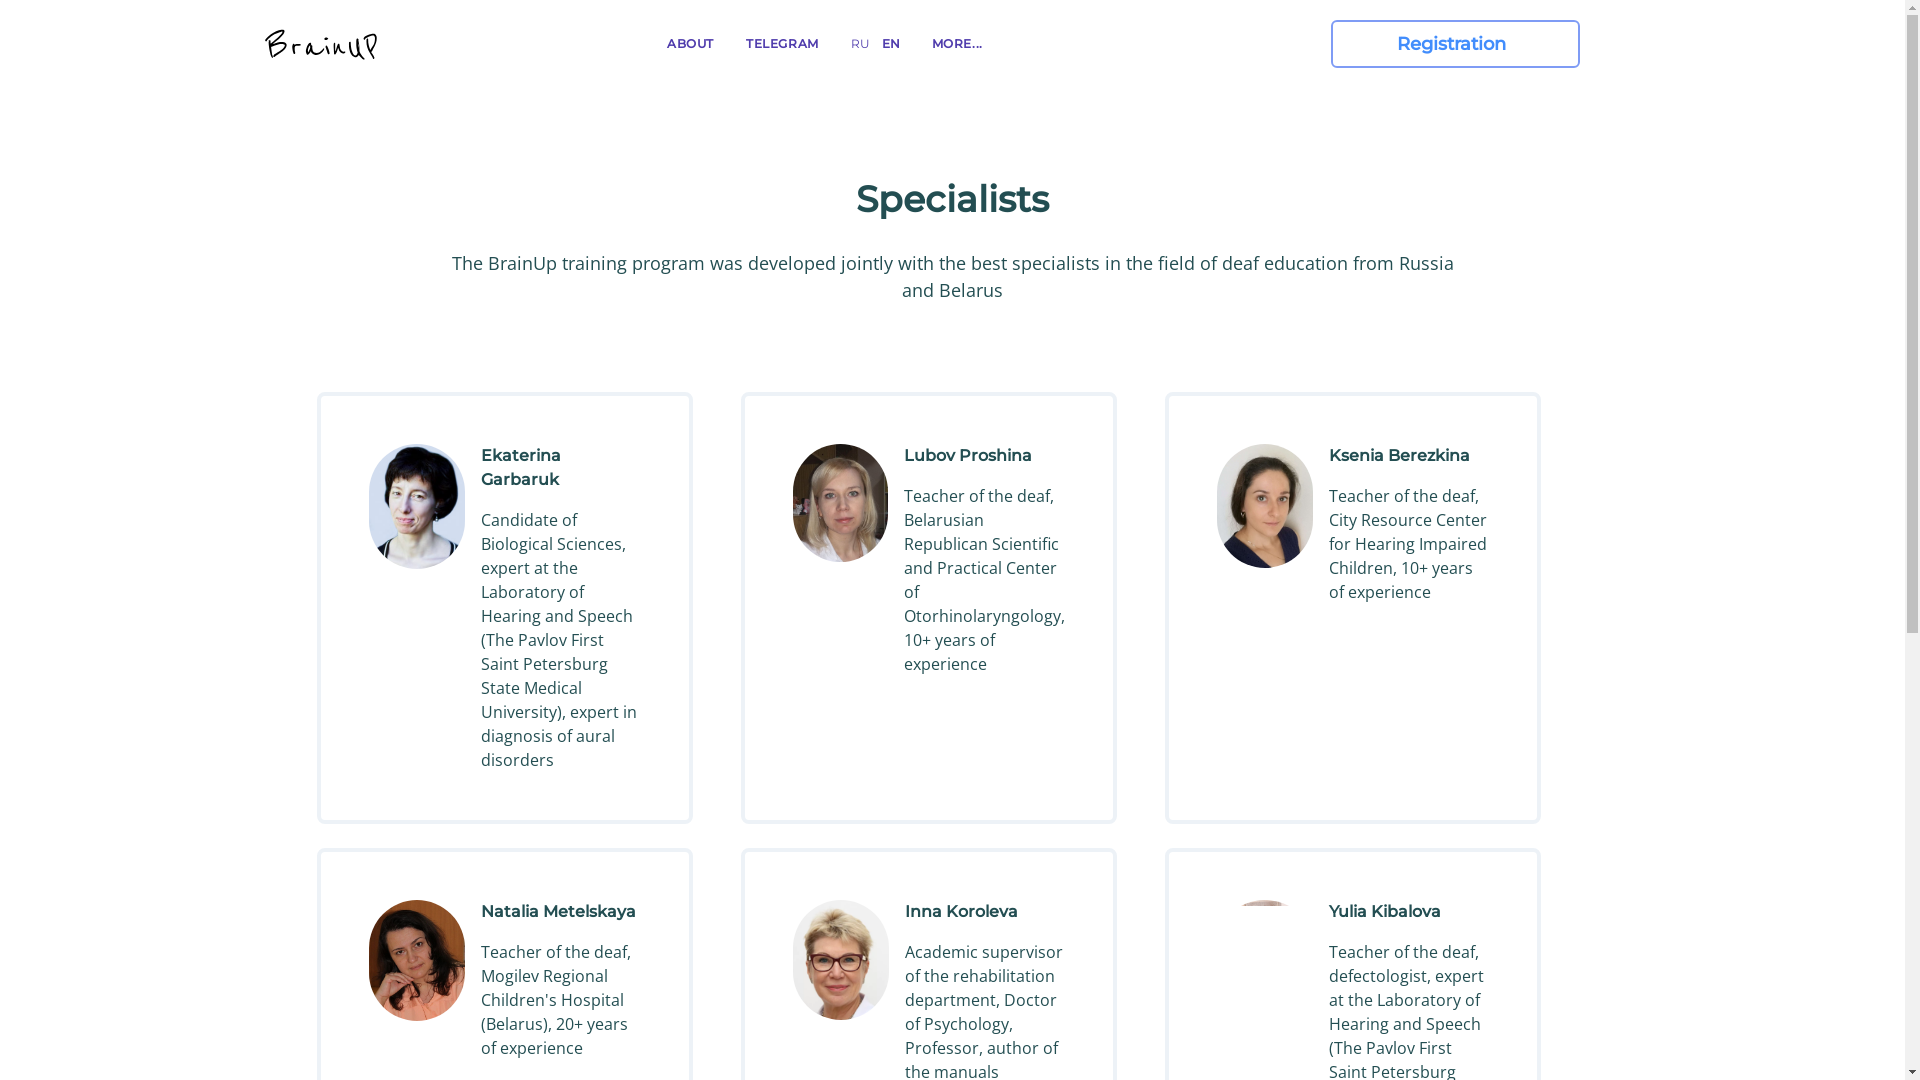 BrainUP
ABOUT
TELEGRAM
RU
EN
MORE...
Registration
Specialists
The BrainUp training program was developed jointly with the best specialists in the field of deaf education from Russia
and Belarus
Ekaterina
Garbaruk
Candidate of
Biological Sciences,
expert at the
Laboratory of
Hearing and Speech
(The Pavlov First
Saint Petersburg
State Medical
University), expert in
diagnosis of aural
disorders
Lubov Proshina
Teacher of the deaf,
Belarusian
Republican Scientific
and Practical Center
of
Otorhinolaryngology,
10+ years of
experience
Ksenia Berezkina
Teacher of the deaf,
City Resource Center
for Hearing Impaired
Children, 10+ years
of experience
Natalia Metelskaya
Teacher of the deaf,
Mogilev Regional
Children's Hospital
(Belarus), 20+ years
of experience
Inna Koroleva
Academic supervisor
of the rehabilitation
department, Doctor
of Psychology,
Professor, author of
the manuals
Yulia Kibalova
Teacher of the deaf,
defectologist, expert
at the Laboratory of
Hearing and Speech
(The Pavlov First
Saint Petersburg